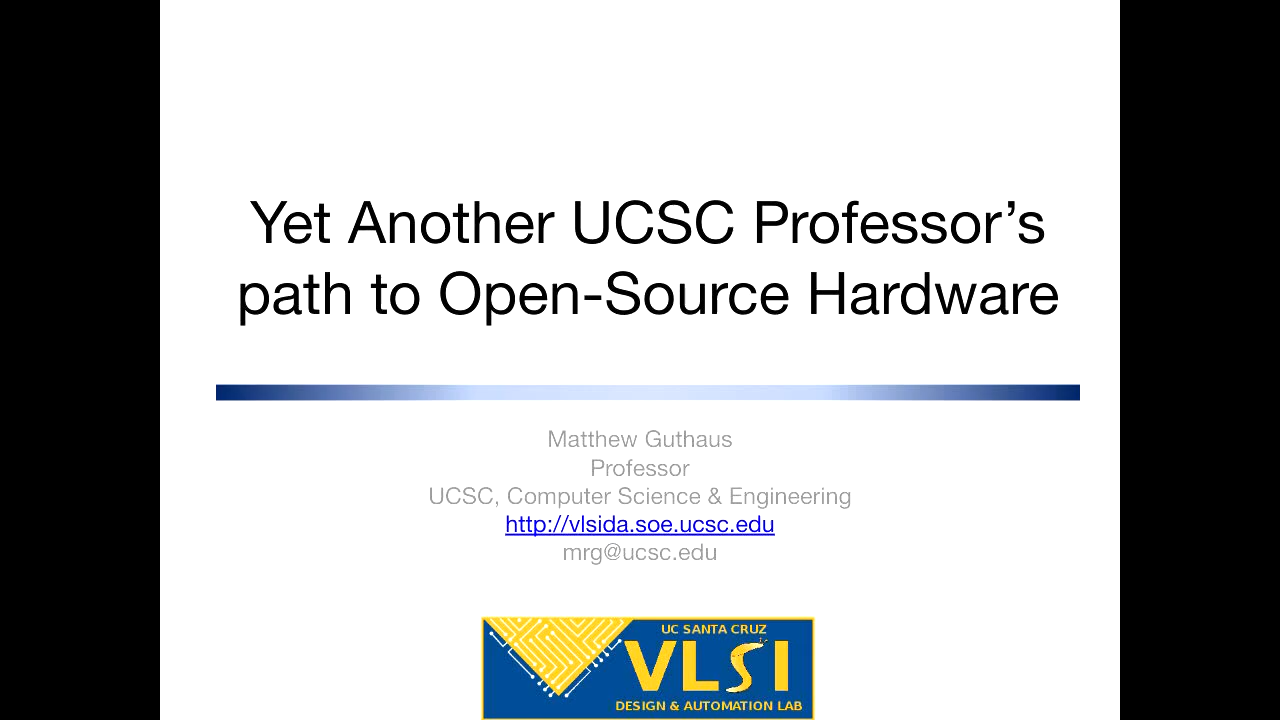 Yet Another UCSC Professor’s
path to Open-Source Hardware
Matthew Guthaus
Professor
UCSC, Computer Science & Engineering
http://vlsida.soe.ucsc.edu
mrg@ucsc.edu
UC SANTA CRUZ
VLSI
DESIGN & AUTOMATION LAB